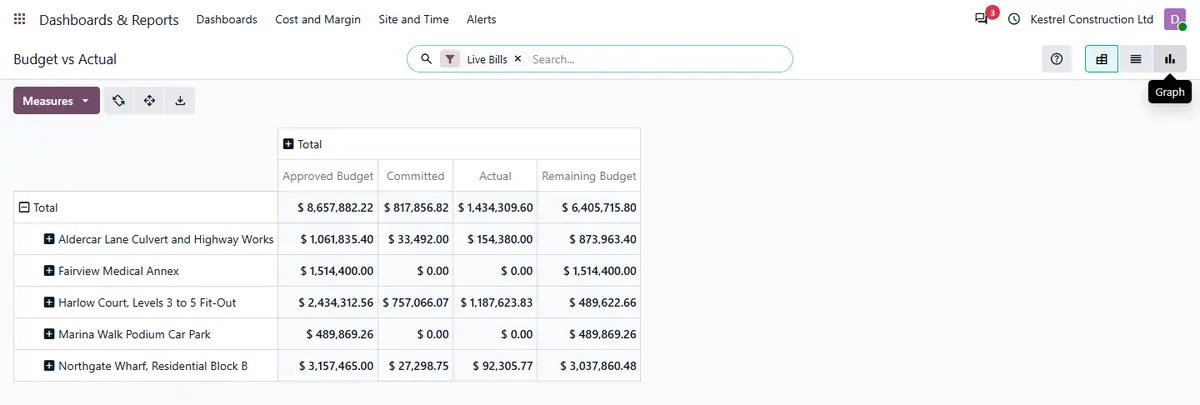 Dashboards & Reports Dashboards Cost and Margin Site and Time Alerts 3 Kestrel Construction Ltd D
Budget vs Actual Live Bills × Search...
Graph
Measures
Total
Approved Budget Committed Actual Remaining Budget
Total $ 8,657,882.22 $ 817,856.82 $ 1,434,309.60 $ 6,405,715.80
Aldercar Lane Culvert and Highway Works $ 1,061,835.40 $ 33,492.00 $ 154,380.00 $ 873,963.40
Fairview Medical Annex $ 1,514,400.00 $ 0.00 $ 0.00 $ 1,514,400.00
Harlow Court, Levels 3 to 5 Fit-Out $ 2,434,312.56 $ 757,066.07 $ 1,187,623.83 $ 489,622.66
Marina Walk Podium Car Park $ 489,869.26 $ 0.00 $ 0.00 $ 489,869.26
Northgate Wharf, Residential Block B $ 3,157,465.00 $ 27,298.75 $ 92,305.77 $ 3,037,860.48